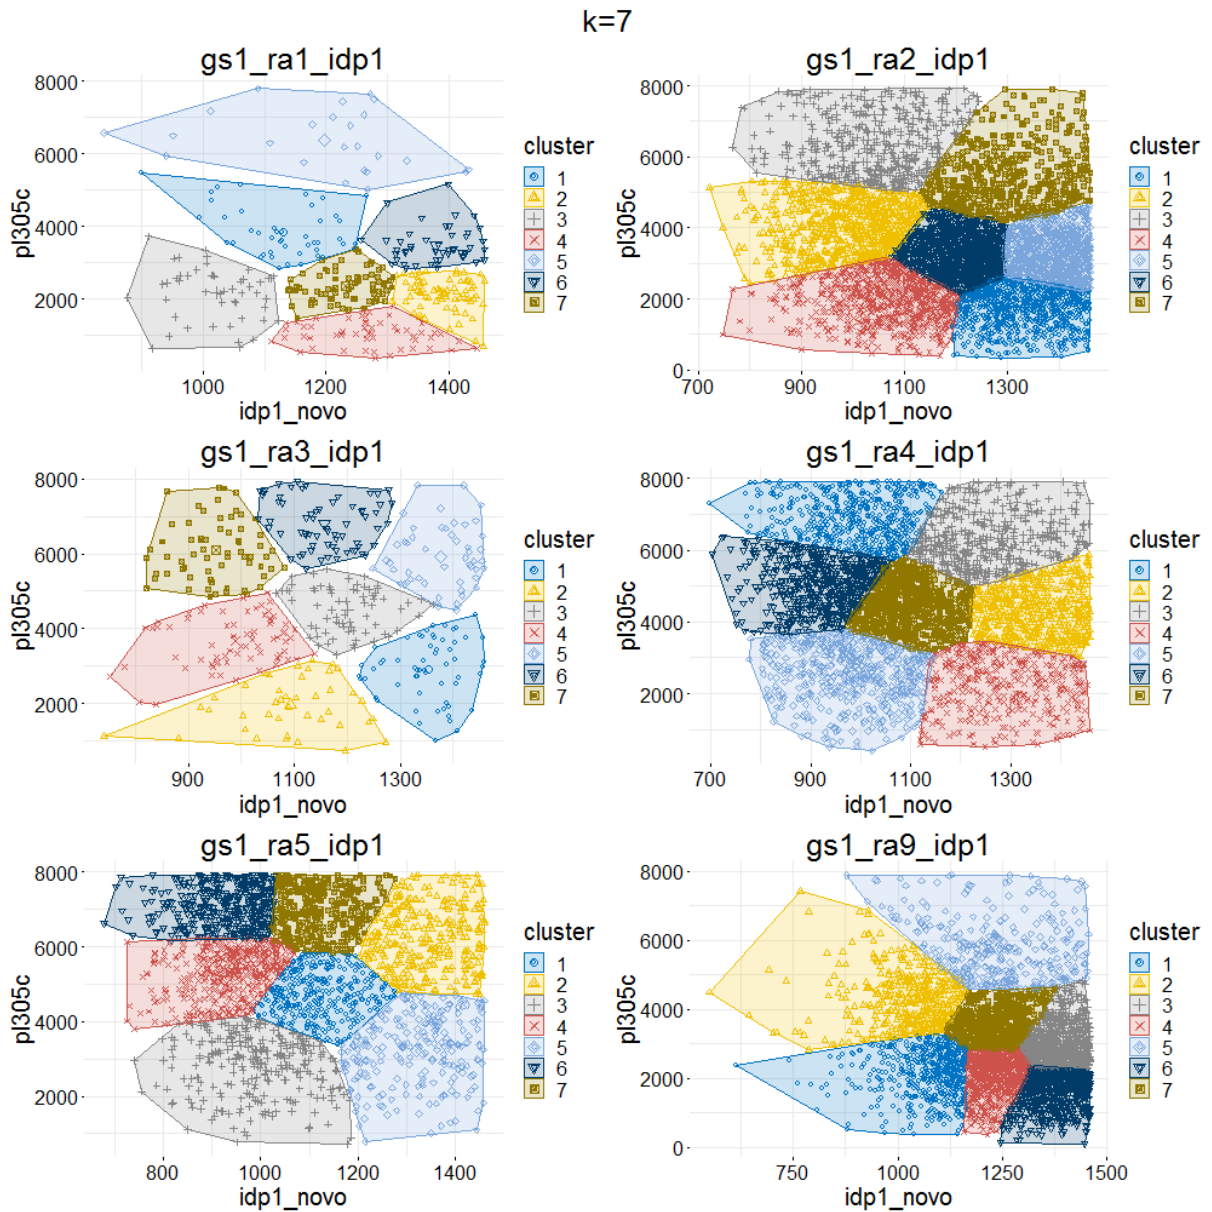 k=7
gs1_ra1_idp1
8000
6000
4000
2000
pl305c
1000 1200 1400
idp1_novo
cluster
1
2
3
4
5
6
7
gs1_ra2_idp1
8000
6000
4000
2000
0
pl305c
700 900 1100 1300
idp1_novo
cluster
1
2
3
4
5
6
7
gs1_ra3_idp1
8000
6000
4000
2000
pl305c
900 1100 1300
idp1_novo
cluster
1
2
3
4
5
6
7
gs1_ra4_idp1
8000
6000
4000
2000
pl305c
700 900 1100 1300
idp1_novo
cluster
1
2
3
4
5
6
7
gs1_ra5_idp1
8000
6000
4000
2000
pl305c
800 1000 1200 1400
idp1_novo
cluster
1
2
3
4
5
6
7
gs1_ra9_idp1
8000
6000
4000
2000
0
pl305c
750 1000 1250 1500
idp1_novo
cluster
1
2
3
4
5
6
7